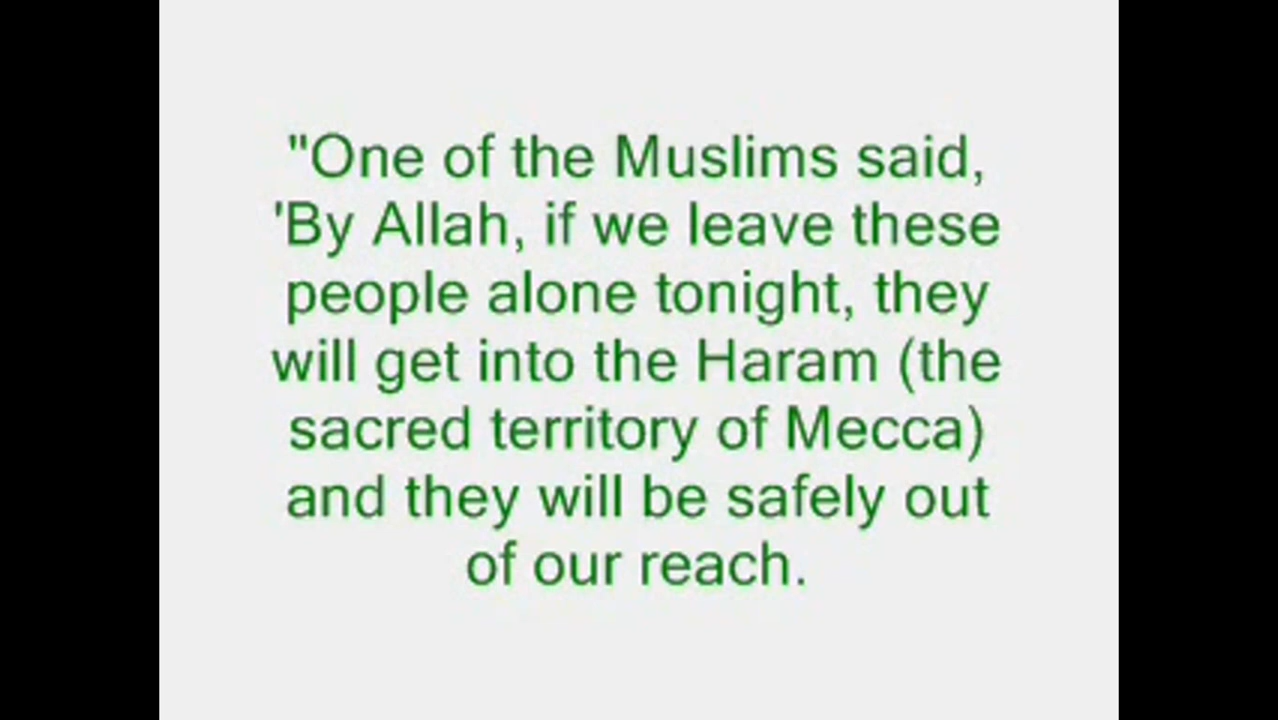 "One of the Muslims said,
'By Allah, if we leave these
people alone tonight, they
will get into the Haram (the
sacred territory of Mecca)
and they will be safely out
of our reach.